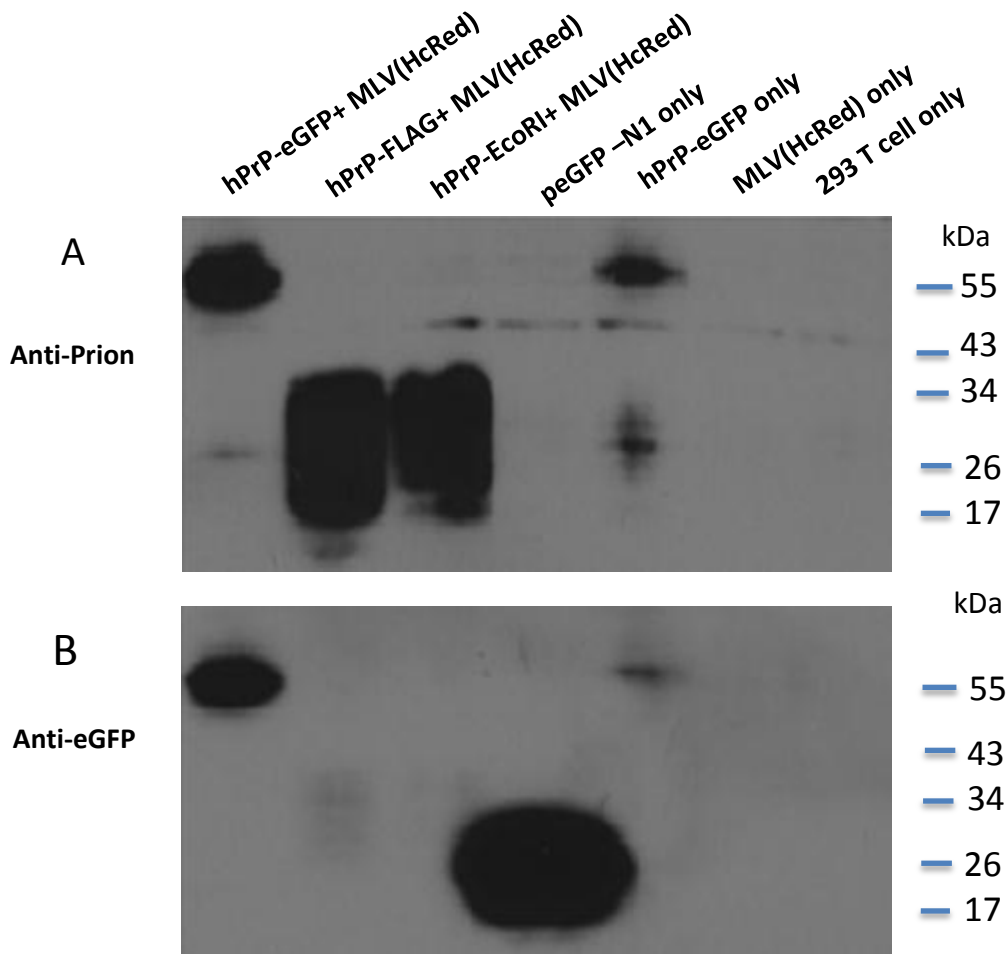 hPrP-eGFP+ MLV(HcRed)
hPrP-FLAG+ MLV(HcRed)
hPrP-EcoRI+ MLV(HcRed)
peGFP –N1 only
hPrP-eGFP only
MLV(HcRed) only
293 T cell only
A
Anti-Prion
kDa
55
43
34
26
17
B
Anti-eGFP
kDa
55
43
34
26
17